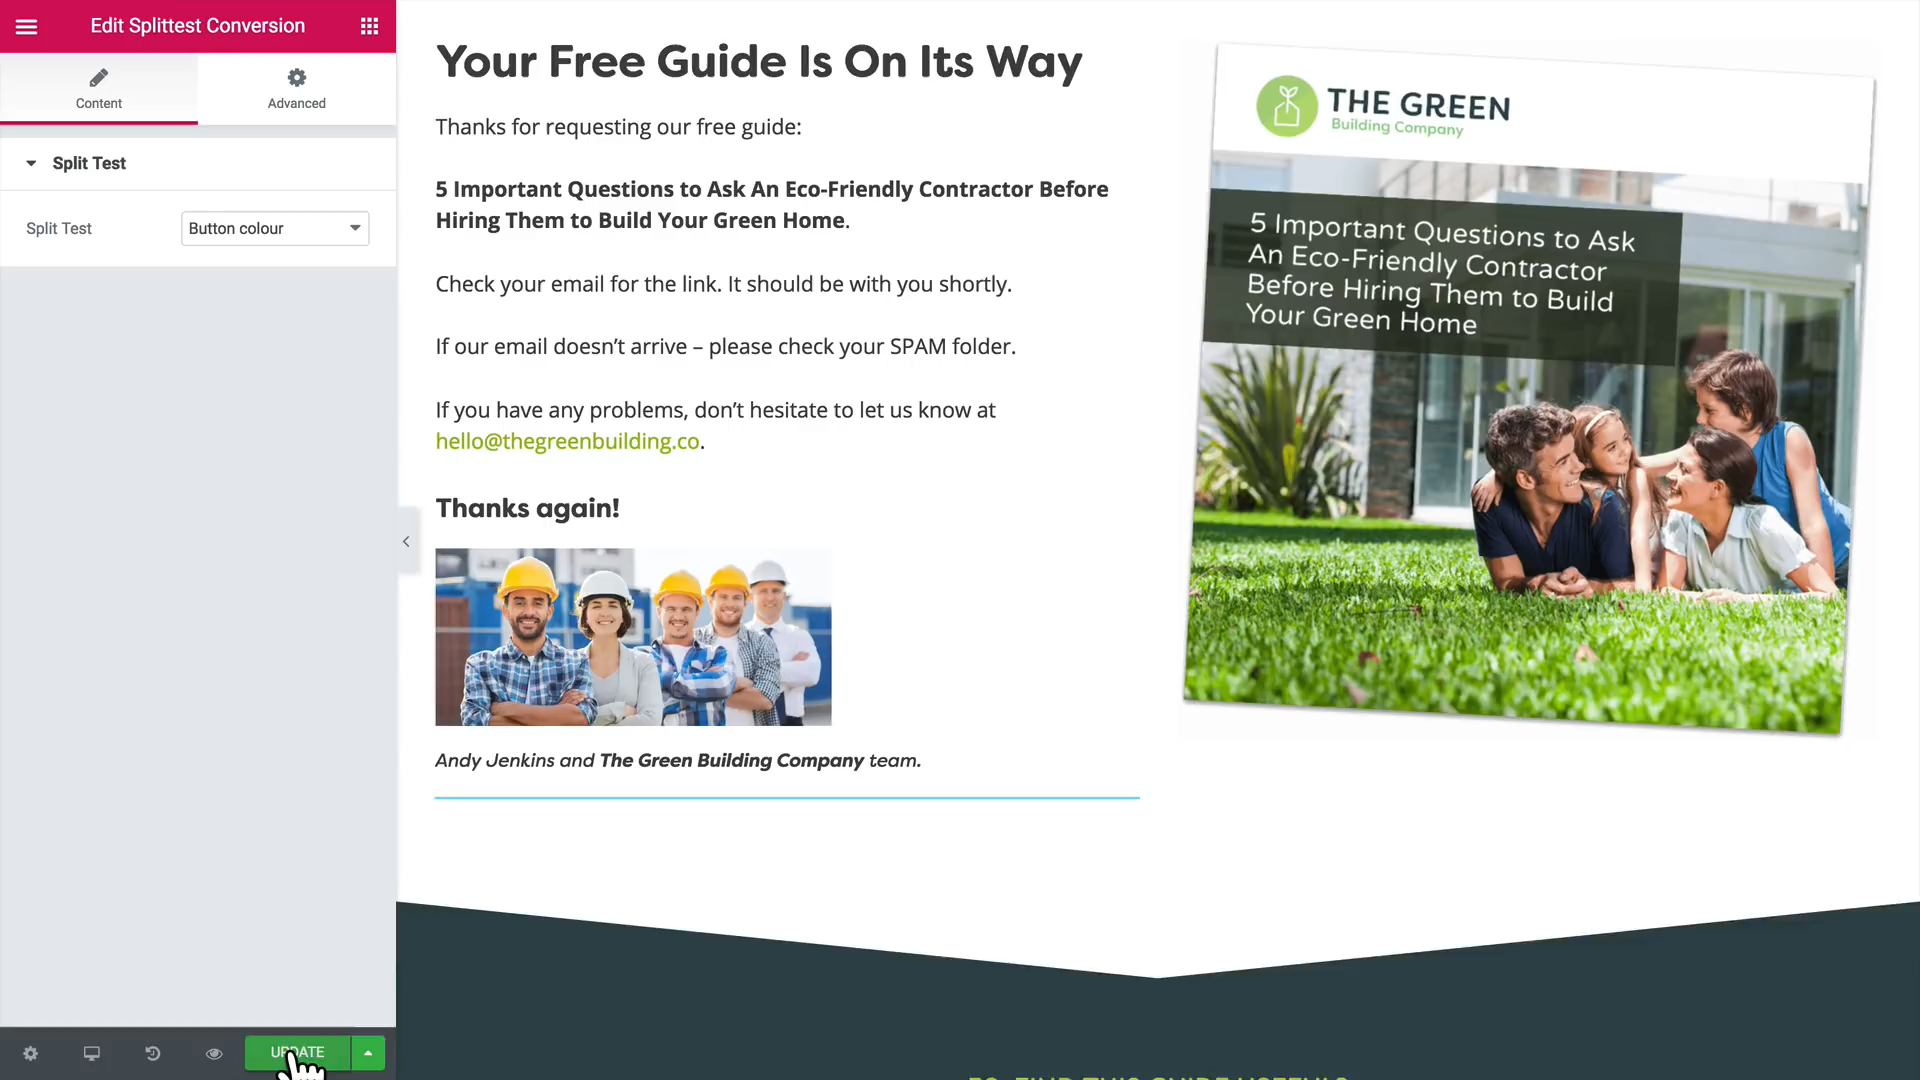 Edit Splittest Conversion
Content
Advanced
Split Test
Split Test
Button colour
UPDATE
Your Free Guide Is On Its Way
Thanks for requesting our free guide:
5 Important Questions to Ask An Eco-Friendly Contractor Before
Hiring Them to Build Your Green Home.
Check your email for the link. It should be with you shortly.
If our email doesn’t arrive – please check your SPAM folder.
If you have any problems, don’t hesitate to let us know at
hello@thegreenbuilding.co.
Thanks again!
Andy Jenkins and The Green Building Company team.
THE GREEN
Building Company
5 Important Questions to Ask
An Eco-Friendly Contractor
Before Hiring Them to Build
Your Green Home